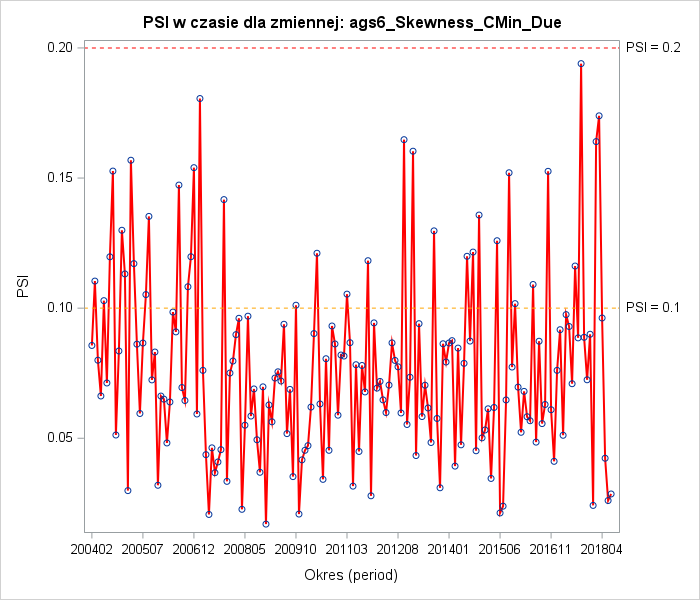 PSI w czasie dla zmiennej: ags6_Skewness_CMin_Due
0.20
PSI = 0.2
0.15
PSI
0.10
PSI = 0.1
0.05
200402 200507 200612 200805 200910 201103 201208 201401 201506 201611 201804
Okres (period)